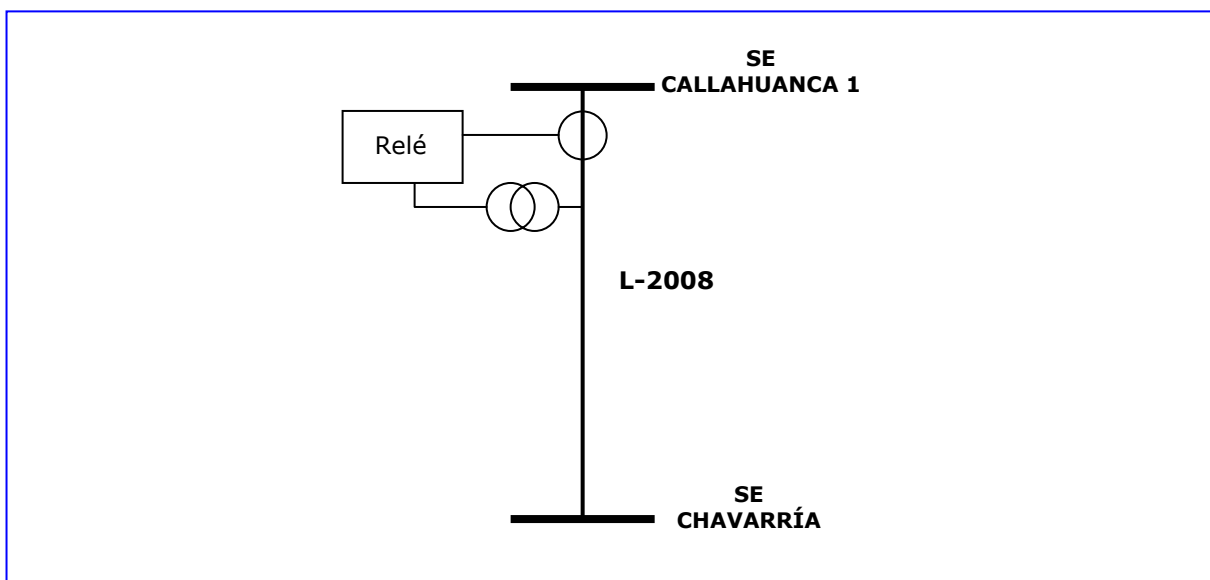 SE
CALLAHUANCA 1
Relé
L-2008
SE
CHAVARRÍA